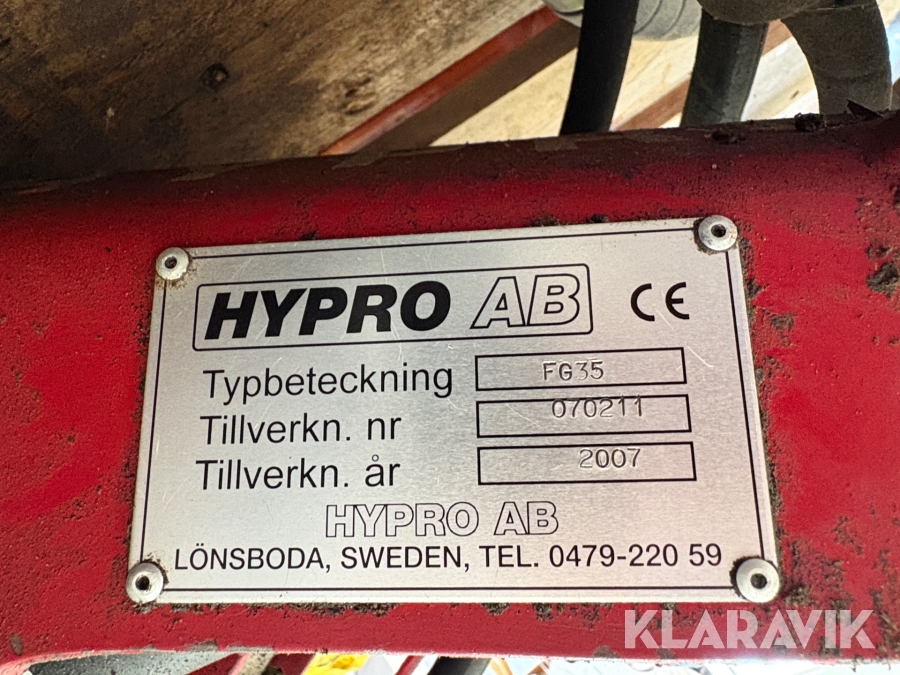 HYPRO AB CE
Typbeteckning FG35
Tillverkn. nr 070211
Tillverkn. år 2007
HYPRO AB
LÖNSBODA, SWEDEN, TEL. 0479-220 59
KLARAVIK